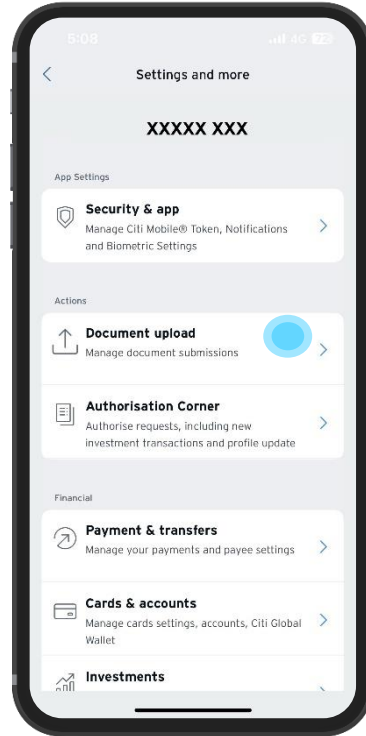 5:08 4G 72
Settings and more
XXXXX XXX
App Settings
Security & app
Manage Citi Mobile® Token, Notifications
and Biometric Settings
Actions
Document upload
Manage document submissions
Authorisation Corner
Authorise requests, including new
investment transactions and profile update
Financial
Payment & transfers
Manage your payments and payee settings
Cards & accounts
Manage cards settings, accounts, Citi Global
Wallet
Investments